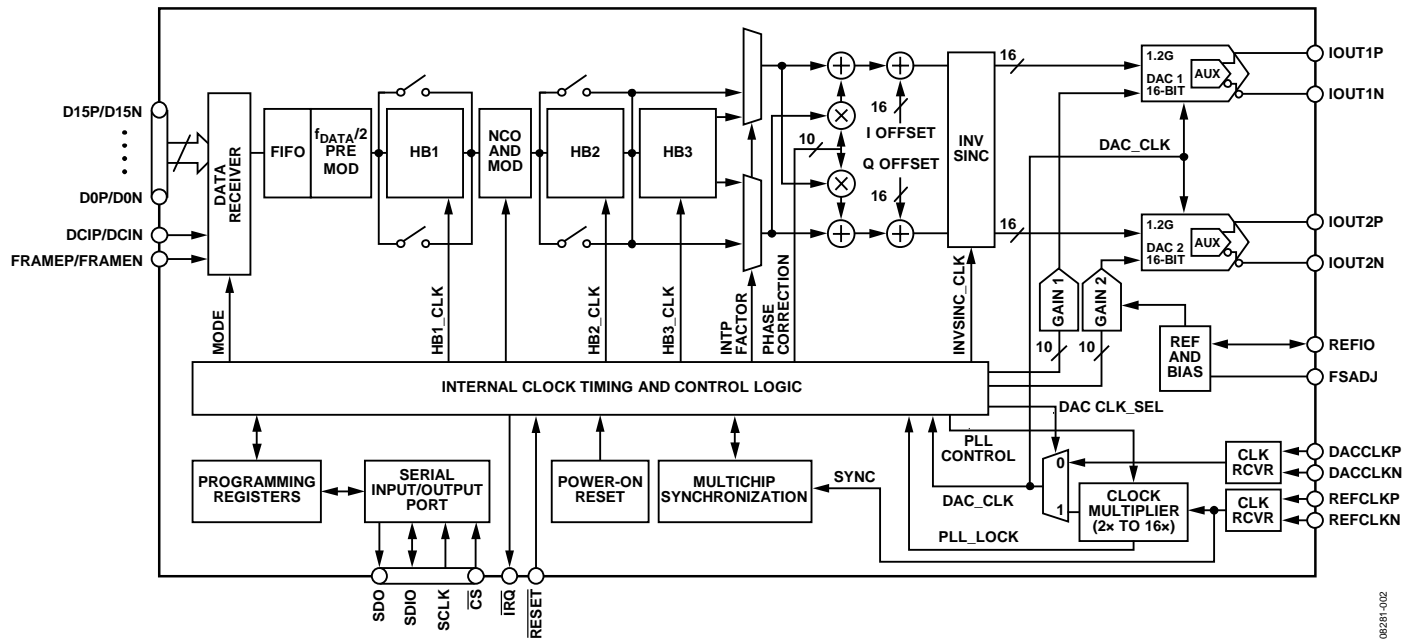 D15P/D15N
D0P/D0N
DCIP/DCIN
FRAMEP/FRAMEN
DATA
RECEIVER
FIFO
fDATA/2
PRE
MOD
HB1
NCO
AND
MOD
HB2
HB3
16
I OFFSET
10
Q OFFSET
16
INV
SINC
16
16
1.2G
DAC 1
16-BIT
AUX
IOUT1P
IOUT1N
DAC_CLK
1.2G
DAC 2
16-BIT
AUX
IOUT2P
IOUT2N
MODE
HB1_CLK
HB2_CLK
HB3_CLK
INTP
FACTOR
PHASE
CORRECTION
INVSINC_CLK
GAIN 1
GAIN 2
10
10
REF
AND
BIAS
REFIO
FSADJ
INTERNAL CLOCK TIMING AND CONTROL LOGIC
DAC CLK_SEL
PLL
CONTROL
0
1
DAC_CLK
PLL_LOCK
CLOCK
MULTIPLIER
(2× TO 16×)
CLK
RCVR
CLK
RCVR
DACCLKP
DACCLKN
REFCLKP
REFCLKN
PROGRAMMING
REGISTERS
SERIAL
INPUT/OUTPUT
PORT
POWER-ON
RESET
MULTICHIP
SYNCHRONIZATION
SYNC
SDO
SDIO
SCLK
CS
IRQ
RESET
08281-002